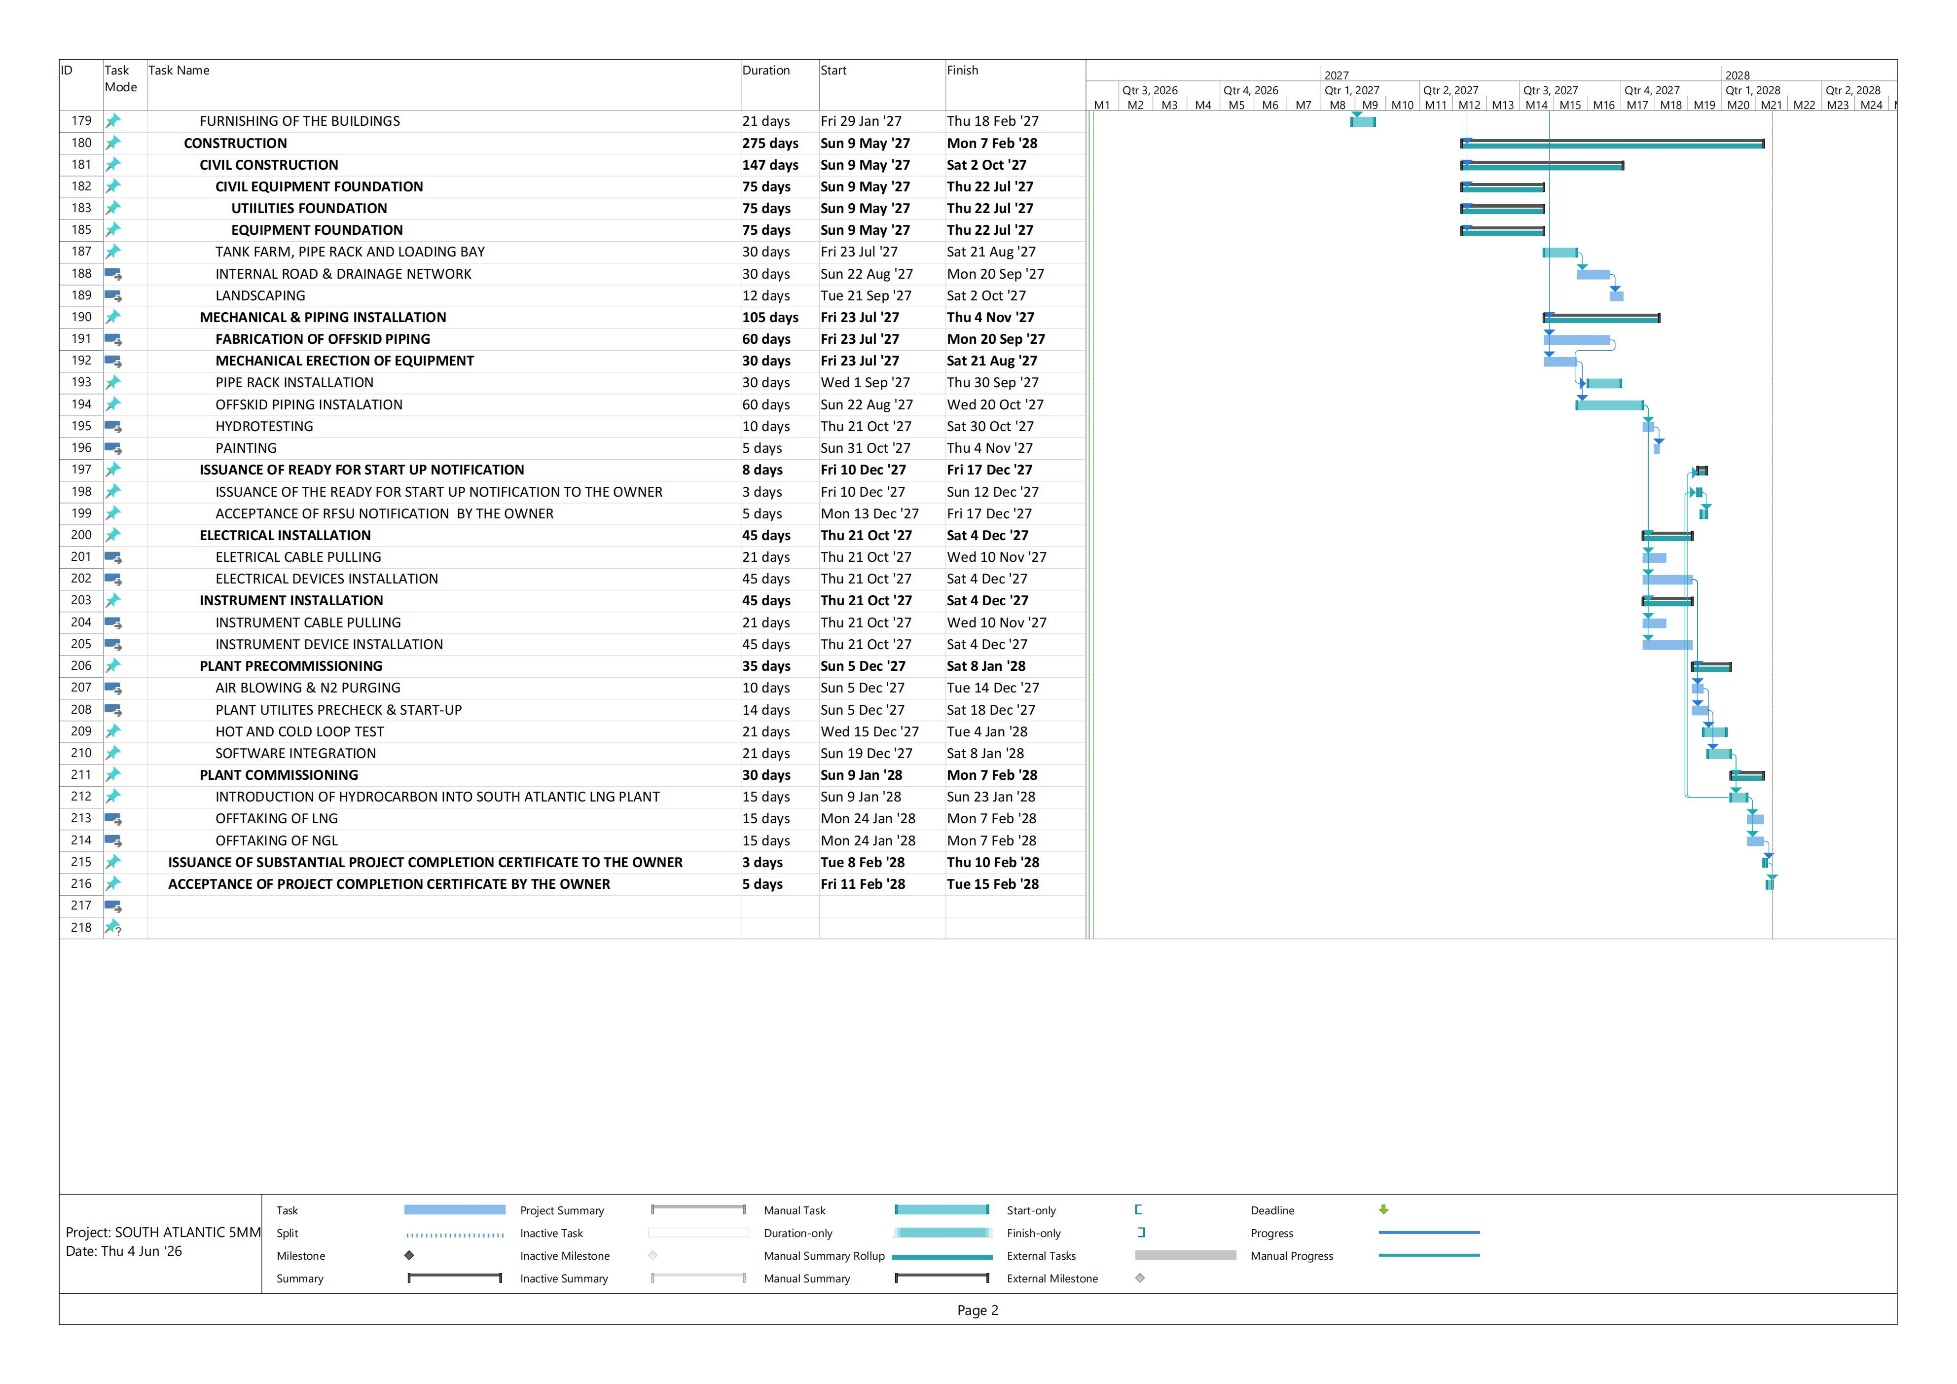 ID Task Mode Task Name Duration Start Finish
2027 2028
Qtr 3, 2026 Qtr 4, 2026 Qtr 1, 2027 Qtr 2, 2027 Qtr 3, 2027 Qtr 4, 2027 Qtr 1, 2028 Qtr 2, 2028
M1 M2 M3 M4 M5 M6 M7 M8 M9 M10 M11 M12 M13 M14 M15 M16 M17 M18 M19 M20 M21 M22 M23 M24
179 FURNISHING OF THE BUILDINGS 21 days Fri 29 Jan '27 Thu 18 Feb '27
180 CONSTRUCTION 275 days Sun 9 May '27 Mon 7 Feb '28
181 CIVIL CONSTRUCTION 147 days Sun 9 May '27 Sat 2 Oct '27
182 CIVIL EQUIPMENT FOUNDATION 75 days Sun 9 May '27 Thu 22 Jul '27
183 UTIILITIES FOUNDATION 75 days Sun 9 May '27 Thu 22 Jul '27
185 EQUIPMENT FOUNDATION 75 days Sun 9 May '27 Thu 22 Jul '27
187 TANK FARM, PIPE RACK AND LOADING BAY 30 days Fri 23 Jul '27 Sat 21 Aug '27
188 INTERNAL ROAD & DRAINAGE NETWORK 30 days Sun 22 Aug '27 Mon 20 Sep '27
189 LANDSCAPING 12 days Tue 21 Sep '27 Sat 2 Oct '27
190 MECHANICAL & PIPING INSTALLATION 105 days Fri 23 Jul '27 Thu 4 Nov '27
191 FABRICATION OF OFFSKID PIPING 60 days Fri 23 Jul '27 Mon 20 Sep '27
192 MECHANICAL ERECTION OF EQUIPMENT 30 days Fri 23 Jul '27 Sat 21 Aug '27
193 PIPE RACK INSTALLATION 30 days Wed 1 Sep '27 Thu 30 Sep '27
194 OFFSKID PIPING INSTALATION 60 days Sun 22 Aug '27 Wed 20 Oct '27
195 HYDROTESTING 10 days Thu 21 Oct '27 Sat 30 Oct '27
196 PAINTING 5 days Sun 31 Oct '27 Thu 4 Nov '27
197 ISSUANCE OF READY FOR START UP NOTIFICATION 8 days Fri 10 Dec '27 Fri 17 Dec '27
198 ISSUANCE OF THE READY FOR START UP NOTIFICATION TO THE OWNER 3 days Fri 10 Dec '27 Sun 12 Dec '27
199 ACCEPTANCE OF RFSU NOTIFICATION BY THE OWNER 5 days Mon 13 Dec '27 Fri 17 Dec '27
200 ELECTRICAL INSTALLATION 45 days Thu 21 Oct '27 Sat 4 Dec '27
201 ELETRICAL CABLE PULLING 21 days Thu 21 Oct '27 Wed 10 Nov '27
202 ELECTRICAL DEVICES INSTALLATION 45 days Thu 21 Oct '27 Sat 4 Dec '27
203 INSTRUMENT INSTALLATION 45 days Thu 21 Oct '27 Sat 4 Dec '27
204 INSTRUMENT CABLE PULLING 21 days Thu 21 Oct '27 Wed 10 Nov '27
205 INSTRUMENT DEVICE INSTALLATION 45 days Thu 21 Oct '27 Sat 4 Dec '27
206 PLANT PRECOMMISSIONING 35 days Sun 5 Dec '27 Sat 8 Jan '28
207 AIR BLOWING & N2 PURGING 10 days Sun 5 Dec '27 Tue 14 Dec '27
208 PLANT UTILITES PRECHECK & START-UP 14 days Sun 5 Dec '27 Sat 18 Dec '27
209 HOT AND COLD LOOP TEST 21 days Wed 15 Dec '27 Tue 4 Jan '28
210 SOFTWARE INTEGRATION 21 days Sun 19 Dec '27 Sat 8 Jan '28
211 PLANT COMMISSIONING 30 days Sun 9 Jan '28 Mon 7 Feb '28
212 INTRODUCTION OF HYDROCARBON INTO SOUTH ATLANTIC LNG PLANT 15 days Sun 9 Jan '28 Sun 23 Jan '28
213 OFFTAKING OF LNG 15 days Mon 24 Jan '28 Mon 7 Feb '28
214 OFFTAKING OF NGL 15 days Mon 24 Jan '28 Mon 7 Feb '28
215 ISSUANCE OF SUBSTANTIAL PROJECT COMPLETION CERTIFICATE TO THE OWNER 3 days Tue 8 Feb '28 Thu 10 Feb '28
216 ACCEPTANCE OF PROJECT COMPLETION CERTIFICATE BY THE OWNER 5 days Fri 11 Feb '28 Tue 15 Feb '28
217
218 ?
Project: SOUTH ATLANTIC 5MM
Date: Thu 4 Jun '26
Task Project Summary Manual Task Start-only Deadline
Split Inactive Task Duration-only Finish-only Progress
Milestone Inactive Milestone Manual Summary Rollup External Tasks Manual Progress
Summary Inactive Summary Manual Summary External Milestone
Page 2